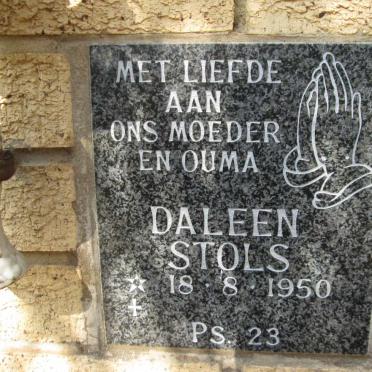 MET LIEFDE
AAN
ONS MOEDER
EN OUMA
DALEEN
STOLS
☆ 18·8·1950
✝
PS. 23